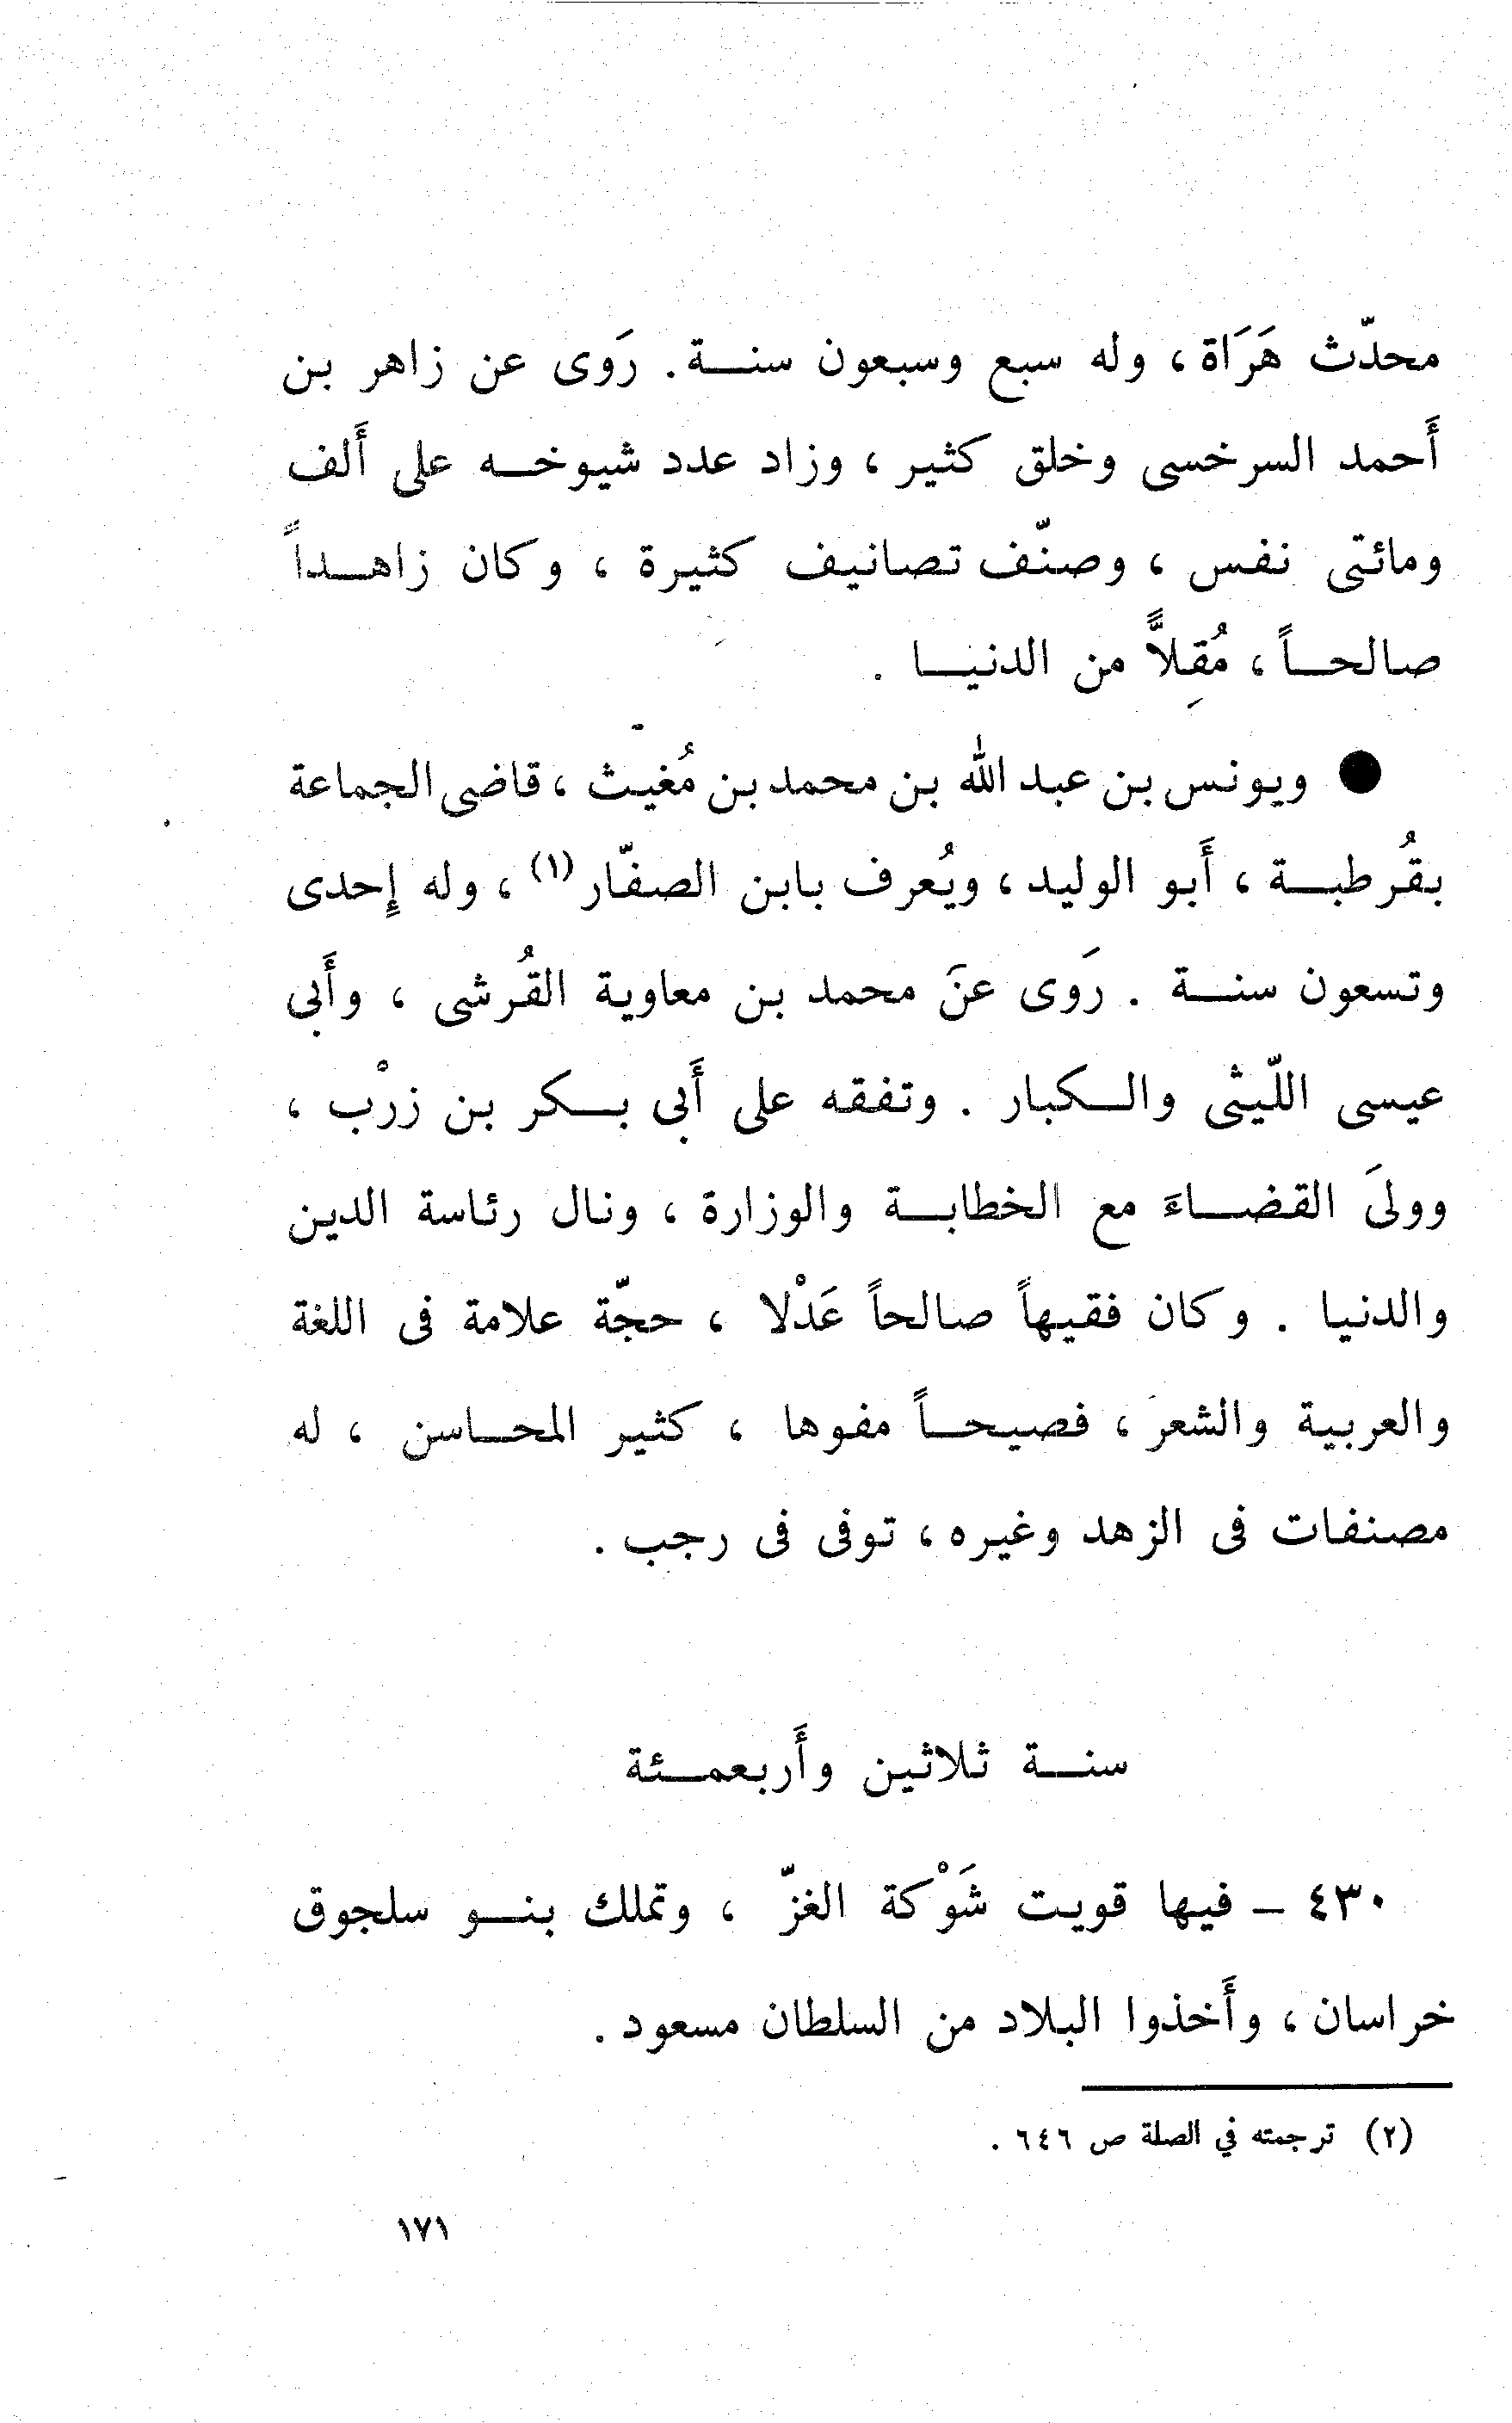 محدّث هَرَاة ، وله سبع وسبعون سنة . رَوى عن زاهر بن
أَحمد السرخسى وخلق كثير ، وزاد عدد شيوخه على أَلف
ومائتى نفس ، وصنّف تصانيف كثيرة ، وكان زاهداً
صالحاً ، مُقِلاًّ من الدنيا .
● ويونس بن عبد الله بن محمد بن مُغيث ، قاضى الجماعة
بقُرطبة ، أَبو الوليد ، ويُعرف بابن الصفّار (١) ، وله إِحدى
وتسعون سنة . رَوى عنَ محمد بن معاوية القُرشى ، وأَبى
عيسى اللّيثى والكبار . وتفقه على أَبى بكر بن زرْب ،
وولىَ القضاءَ مع الخطابة والوزارة ، ونال رئاسة الدين
والدنيا . وكان فقيهاً صالحاً عَدْلا ، حجّة علامة فى اللغة
والعربية والشعر ، فصيحاً مفوها ، كثير المحاسن ، له
مصنفات فى الزهد وغيره ، توفى فى رجب .
سنة ثلاثين وأَربعمئة
٤٣٠ – فيها قويت شَوْكة الغزّ ، وتملك بنو سلجوق
خراسان ، وأَخذوا البلاد من السلطان مسعود .
(٢) ترجمته في الصلة ص ٦٤٦ .
١٧١